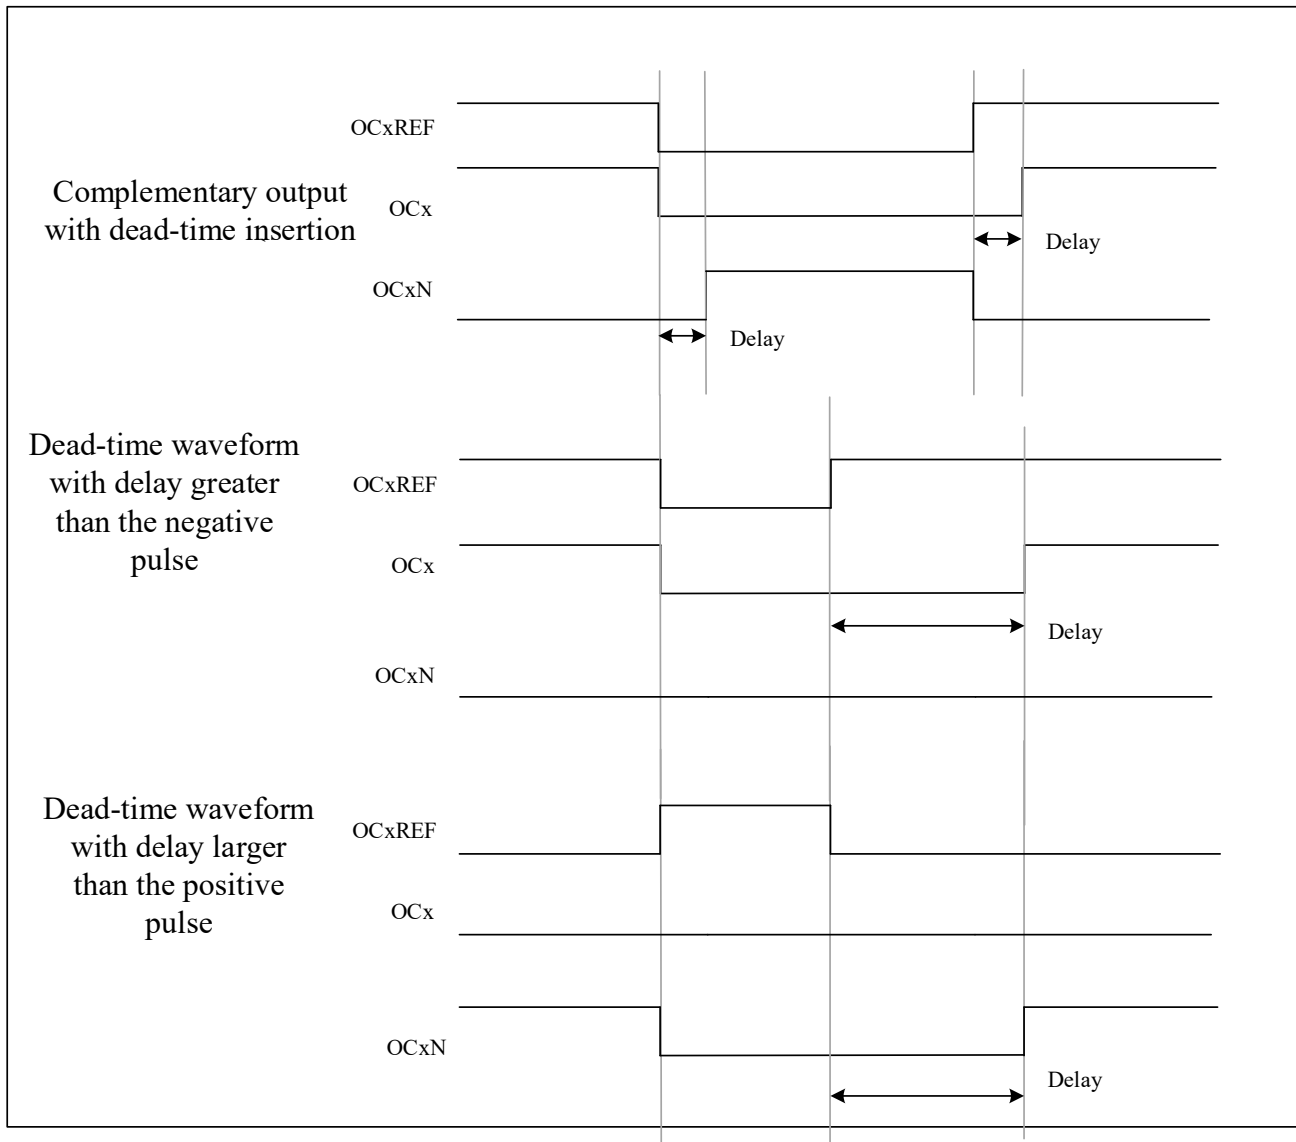 OCxREF
Complementary output
with dead-time insertion
OCx
Delay
OCxN
Delay
Dead-time waveform
with delay greater
than the negative
pulse
OCxREF
OCx
Delay
OCxN
Dead-time waveform
with delay larger
than the positive
pulse
OCxREF
OCx
OCxN
Delay